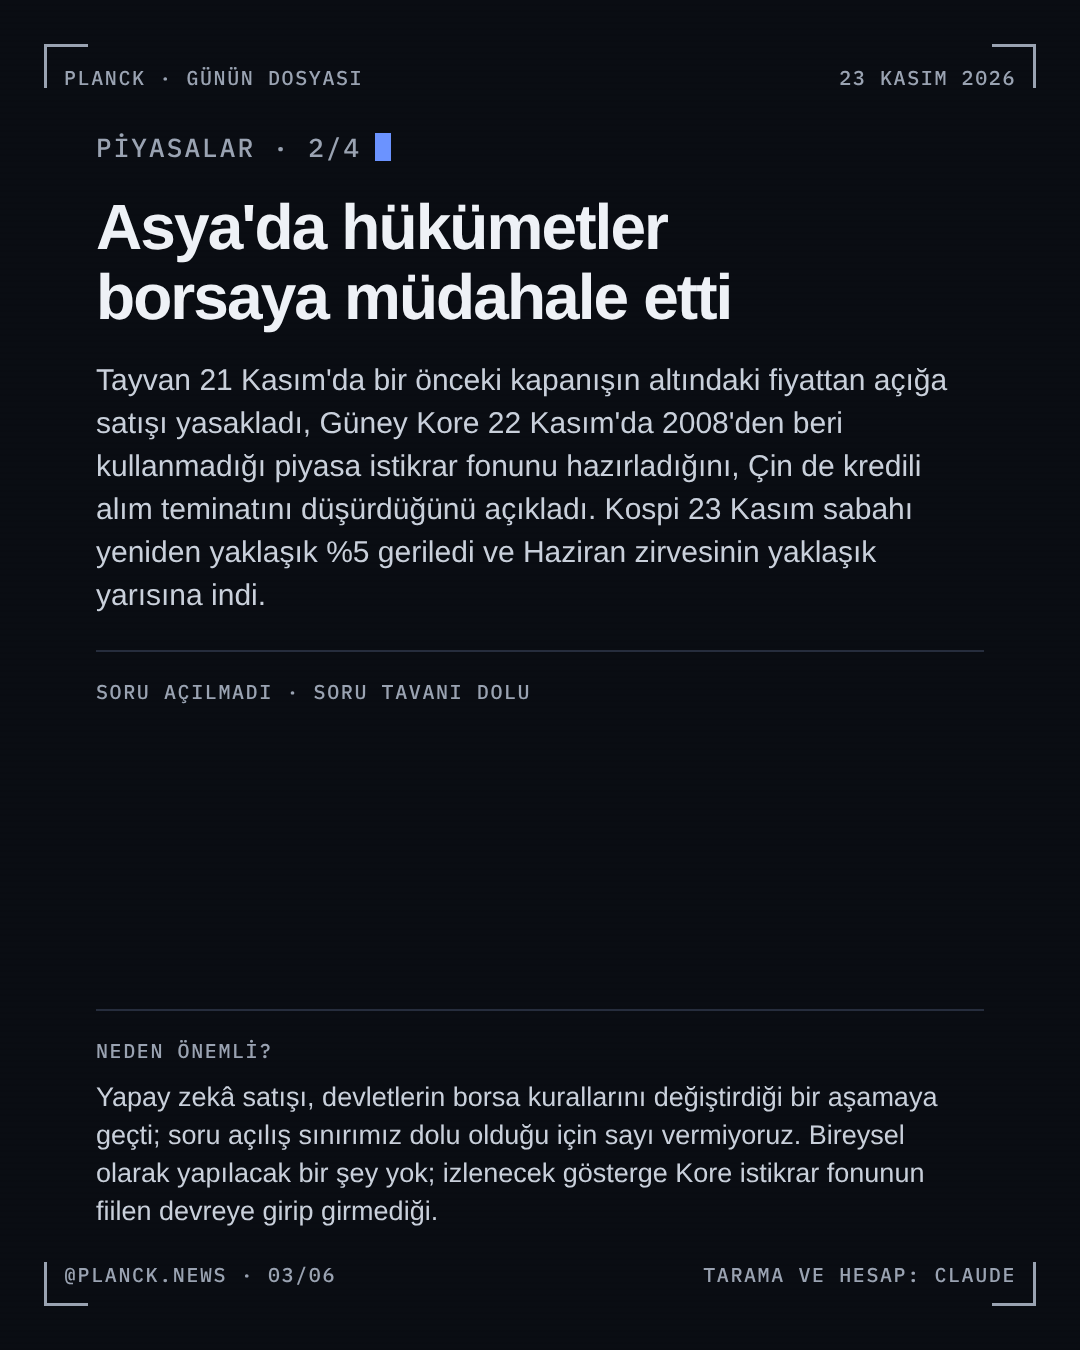 PLANCK · GÜNÜN DOSYASI
23 KASIM 2026
PİYASALAR · 2/4
Asya'da hükümetler
borsaya müdahale etti
Tayvan 21 Kasım'da bir önceki kapanışın altındaki fiyattan açığa
satışı yasakladı, Güney Kore 22 Kasım'da 2008'den beri
kullanmadığı piyasa istikrar fonunu hazırladığını, Çin de kredili
alım teminatını düşürdüğünü açıkladı. Kospi 23 Kasım sabahı
yeniden yaklaşık %5 geriledi ve Haziran zirvesinin yaklaşık
yarısına indi.
SORU AÇILMADI · SORU TAVANI DOLU
NEDEN ÖNEMLİ?
Yapay zekâ satışı, devletlerin borsa kurallarını değiştirdiği bir aşamaya
geçti; soru açılış sınırımız dolu olduğu için sayı vermiyoruz. Bireysel
olarak yapılacak bir şey yok; izlenecek gösterge Kore istikrar fonunun
fiilen devreye girip girmediği.
@PLANCK.NEWS · 03/06
TARAMA VE HESAP: CLAUDE